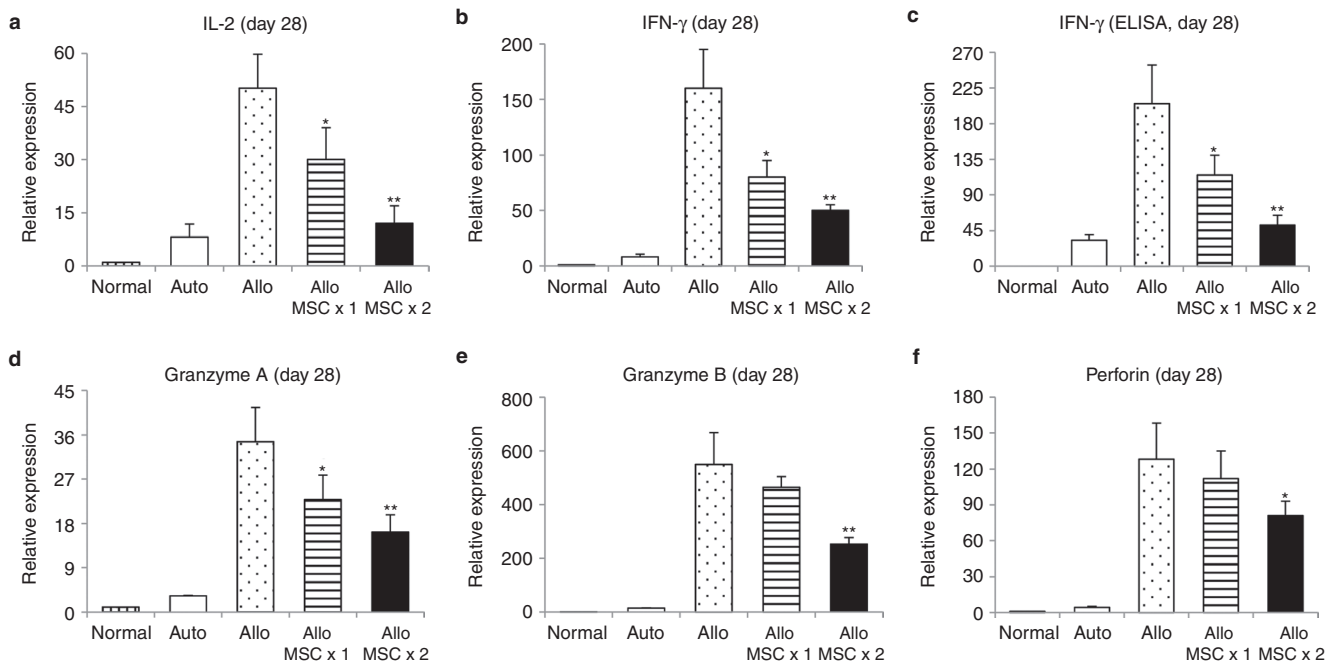 a
IL-2 (day 28)
Relative expression
60
45
30
15
0
*
**
Normal Auto Allo Allo Allo
MSC x 1 MSC x 2
b
IFN-γ (day 28)
Relative expression
200
150
100
50
0
*
**
Normal Auto Allo Allo Allo
MSC x 1 MSC x 2
c
IFN-γ (ELISA, day 28)
Relative expression
270
225
180
135
90
45
0
*
**
Normal Auto Allo Allo Allo
MSC x 1 MSC x 2
d
Granzyme A (day 28)
Relative expression
45
36
27
18
9
0
*
**
Normal Auto Allo Allo Allo
MSC x 1 MSC x 2
e
Granzyme B (day 28)
Relative expression
800
600
400
200
0
**
Normal Auto Allo Allo Allo
MSC x 1 MSC x 2
f
Perforin (day 28)
Relative expression
180
150
120
90
60
30
0
*
Normal Auto Allo Allo Allo
MSC x 1 MSC x 2